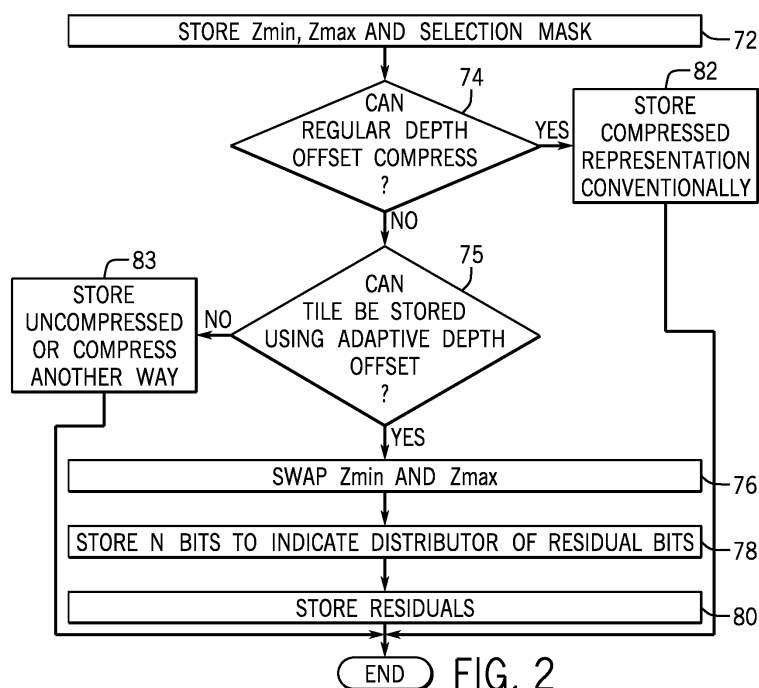 STORE Zmin, Zmax AND SELECTION MASK
72
74
82
CAN
REGULAR DEPTH
OFFSET COMPRESS
?
YES
STORE
COMPRESSED
REPRESENTATION
CONVENTIONALLY
NO
83
75
STORE
UNCOMPRESSED
OR COMPRESS
ANOTHER WAY
NO
CAN
TILE BE STORED
USING ADAPTIVE DEPTH
OFFSET
?
YES
SWAP Zmin AND Zmax
76
STORE N BITS TO INDICATE DISTRIBUTOR OF RESIDUAL BITS
78
STORE RESIDUALS
80
END
FIG. 2